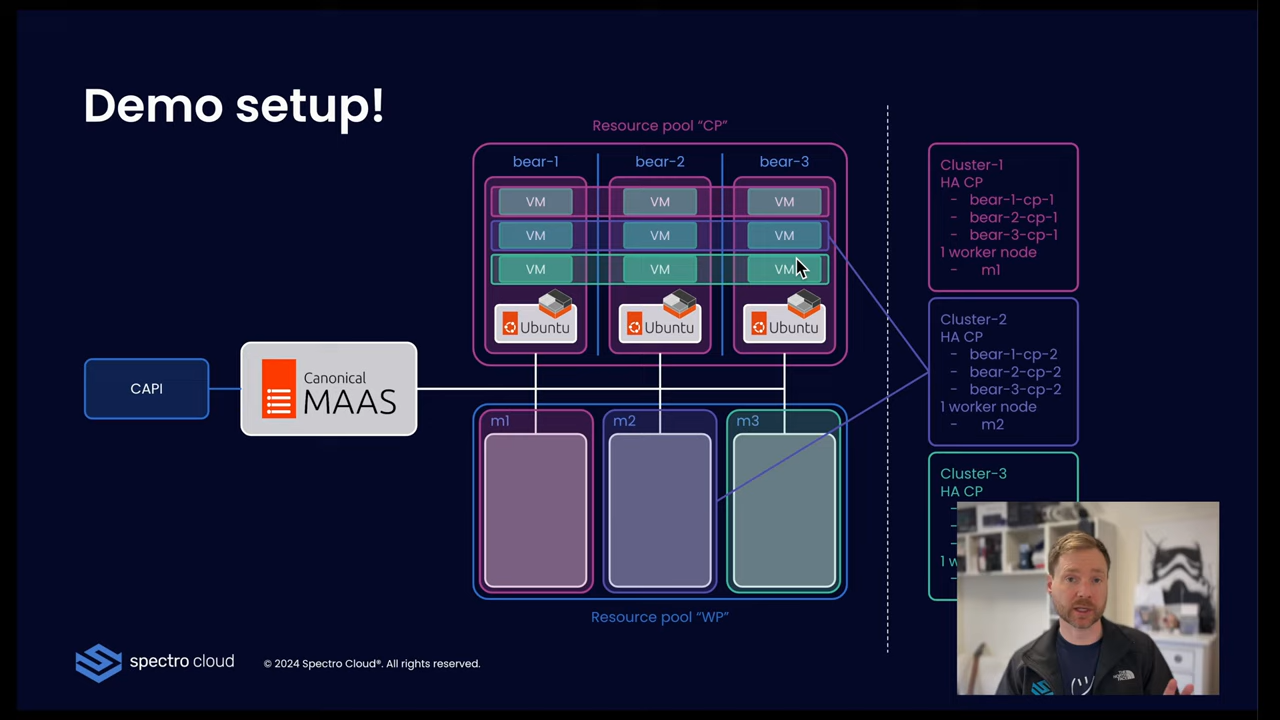 Demo setup!
Resource pool “CP”
bear-1
bear-2
bear-3
VM
VM
VM
VM
VM
VM
VM
VM
VM
Ubuntu
Ubuntu
Ubuntu
CAPI
Canonical
MAAS
m1
m2
m3
Resource pool “WP”
Cluster-1
HA CP
- bear-1-cp-1
- bear-2-cp-1
- bear-3-cp-1
1 worker node
- m1
Cluster-2
HA CP
- bear-1-cp-2
- bear-2-cp-2
- bear-3-cp-2
1 worker node
- m2
Cluster-3
HA CP
spectro cloud
© 2024 Spectro Cloud®. All rights reserved.